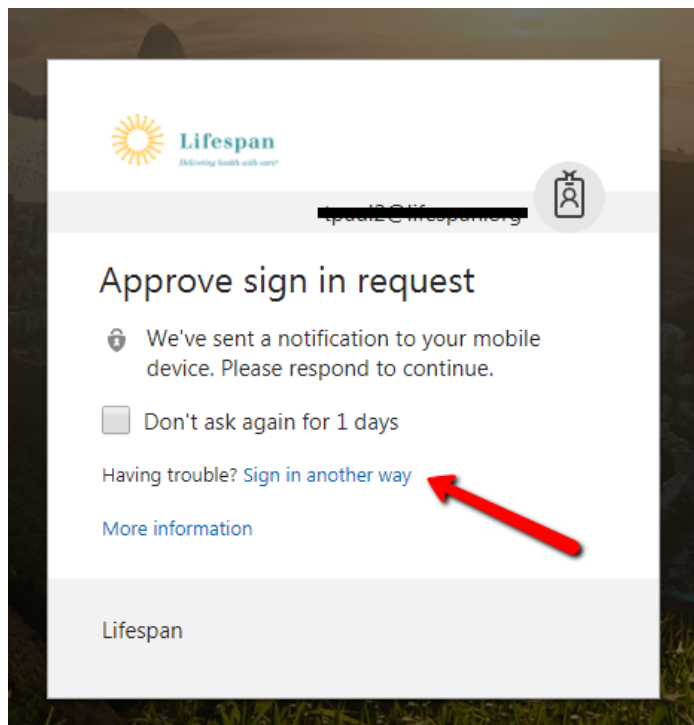 Lifespan
Delivering health with care®
Approve sign in request
We've sent a notification to your mobile
device. Please respond to continue.
Don't ask again for 1 days
Having trouble? Sign in another way
More information
Lifespan